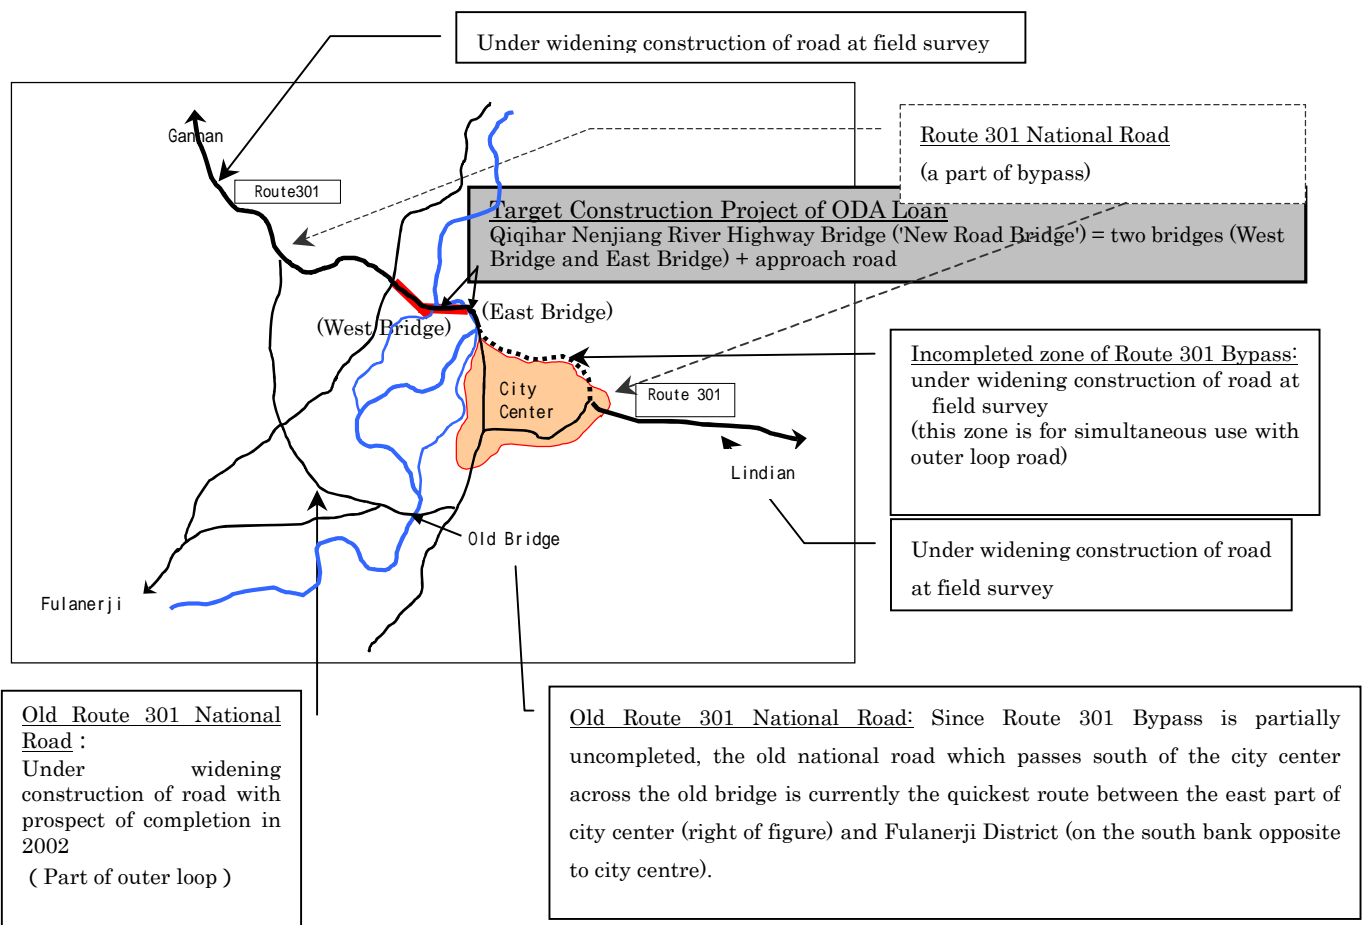 Under widening construction of road at field survey
Gannan
Route301
Route 301 National Road
(a part of bypass)
Target Construction Project of ODA Loan
Qiqihar Nenjiang River Highway Bridge ('New Road Bridge') = two bridges (West
Bridge and East Bridge) + approach road
(West Bridge)
(East Bridge)
City
Center
Route 301
Incompleted zone of Route 301 Bypass:
under widening construction of road at
field survey
(this zone is for simultaneous use with
outer loop road)
Lindian
Under widening construction of road
at field survey
Old Bridge
Fulanerji
Old Route 301 National
Road :
Under widening
construction of road with
prospect of completion in
2002
( Part of outer loop )
Old Route 301 National Road: Since Route 301 Bypass is partially
uncompleted, the old national road which passes south of the city center
across the old bridge is currently the quickest route between the east part of
city center (right of figure) and Fulanerji District (on the south bank opposite
to city centre).